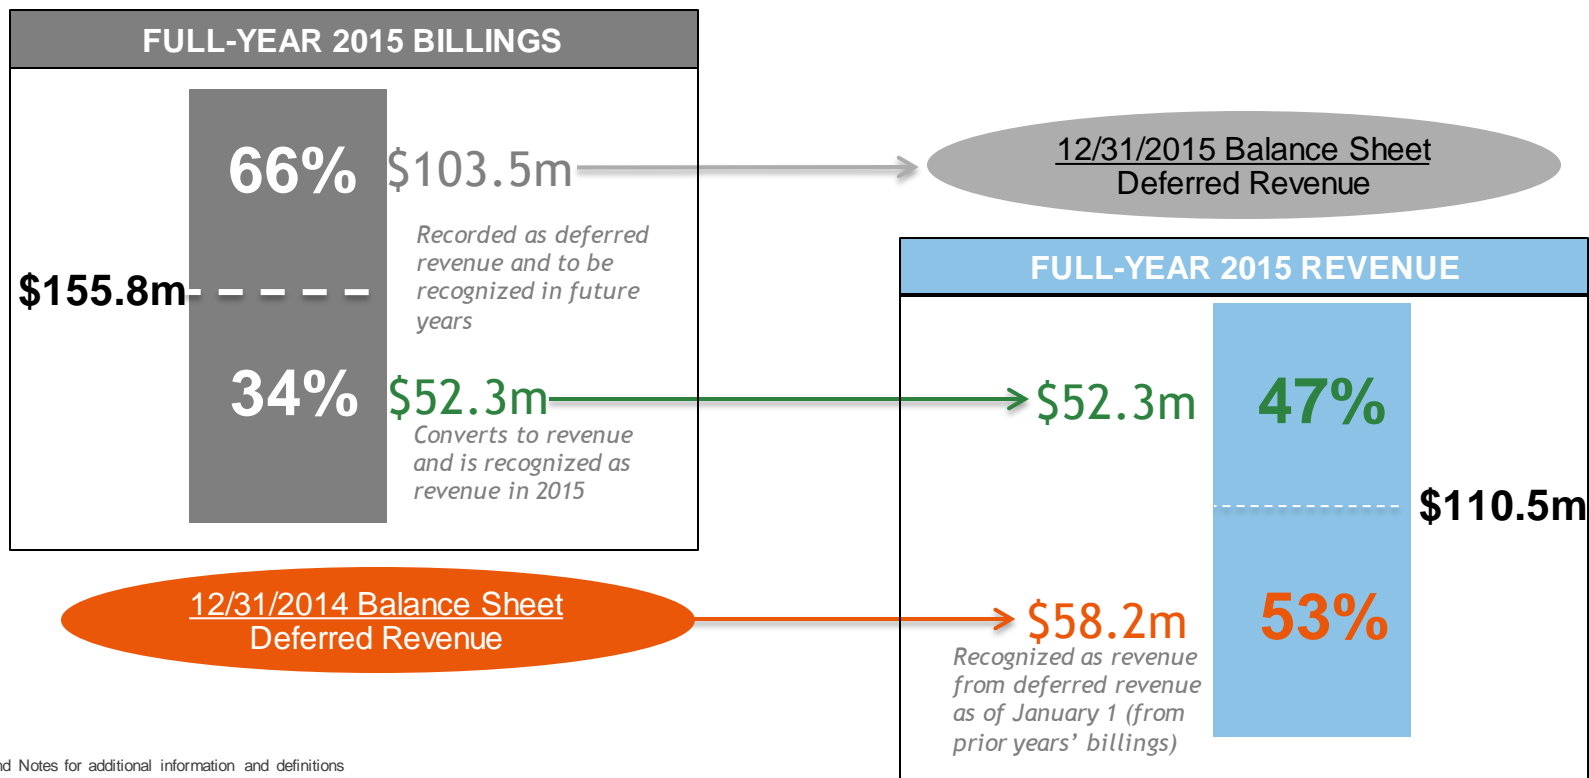 FULL-YEAR 2015 BILLINGS
66%
$103.5m
Recorded as deferred
revenue and to be
recognized in future
years
$155.8m
34%
$52.3m
Converts to revenue
and is recognized as
revenue in 2015
12/31/2015 Balance Sheet
Deferred Revenue
FULL-YEAR 2015 REVENUE
$52.3m
47%
$110.5m
12/31/2014 Balance Sheet
Deferred Revenue
$58.2m
53%
Recognized as revenue
from deferred revenue
as of January 1 (from
prior years’ billings)
Notes for additional information and definitions